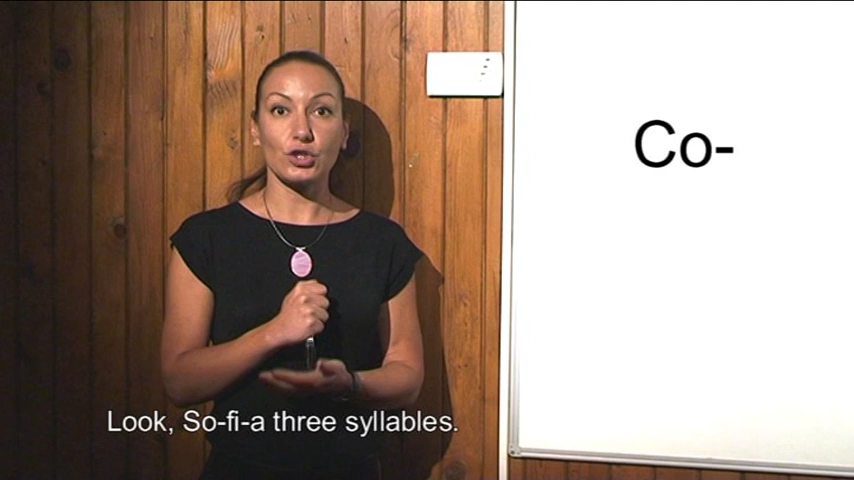 Со-
Look, So-fi-a three syllables.